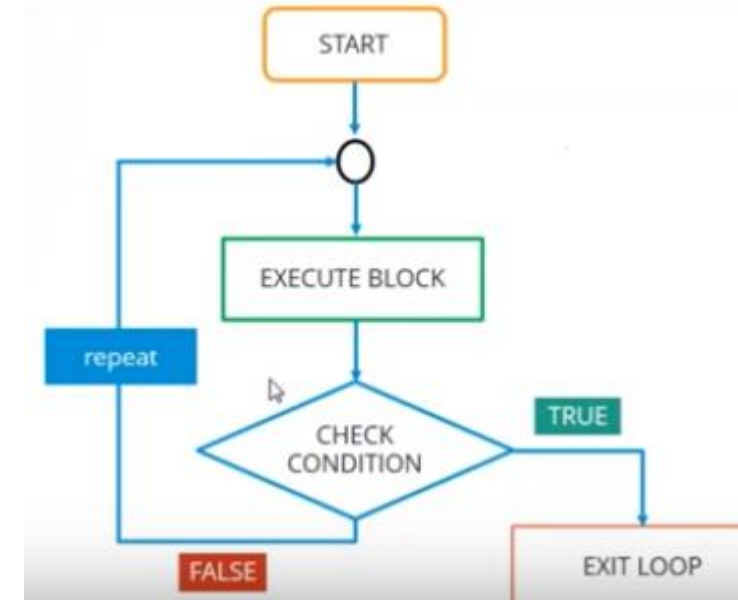 START
EXECUTE BLOCK
repeat
CHECK
CONDITION
TRUE
FALSE
EXIT LOOP